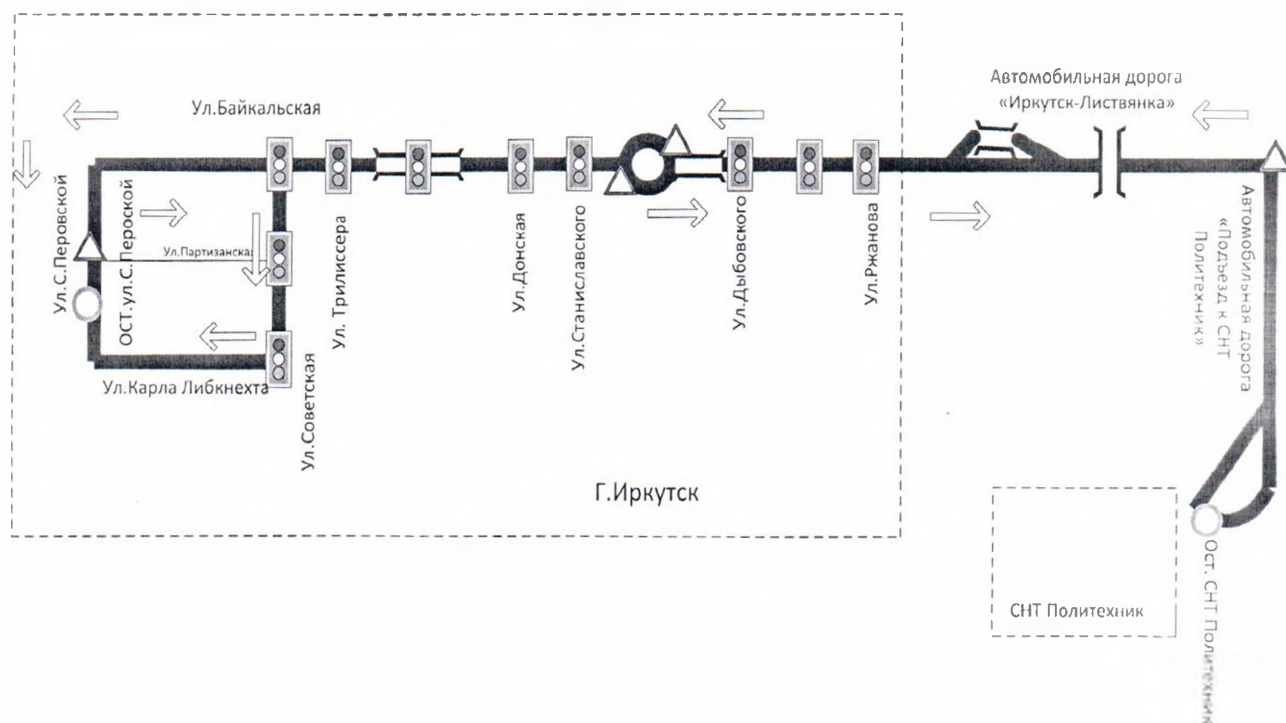 Автомобильная дорога
«Иркутск-Листвянка»
Ул.Байкальская
Ул.С.Перовской
ОСТ.ул.С.Пероской
Ул.Партизанская
Ул. Трилиссера
Ул.Донская
Ул.Станиславского
Ул.Дыбовского
Ул.Ржанова
Автомобильная дорога
«Подъезд к СНТ
Политехник»
Ул.Карла Либкнехта
Ул.Советская
Г.Иркутск
СНТ Политехник
Ост. СНТ Политехник